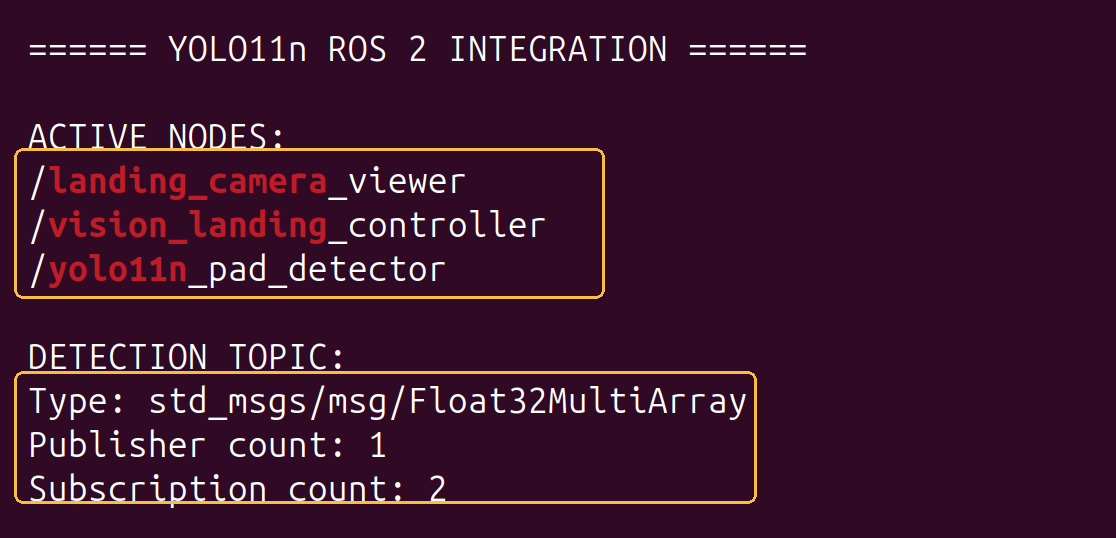 ====== YOLO11n ROS 2 INTEGRATION ======
ACTIVE NODES:
/landing_camera_viewer
/vision_landing_controller
/yolo11n_pad_detector
DETECTION TOPIC:
Type: std_msgs/msg/Float32MultiArray
Publisher count: 1
Subscription count: 2